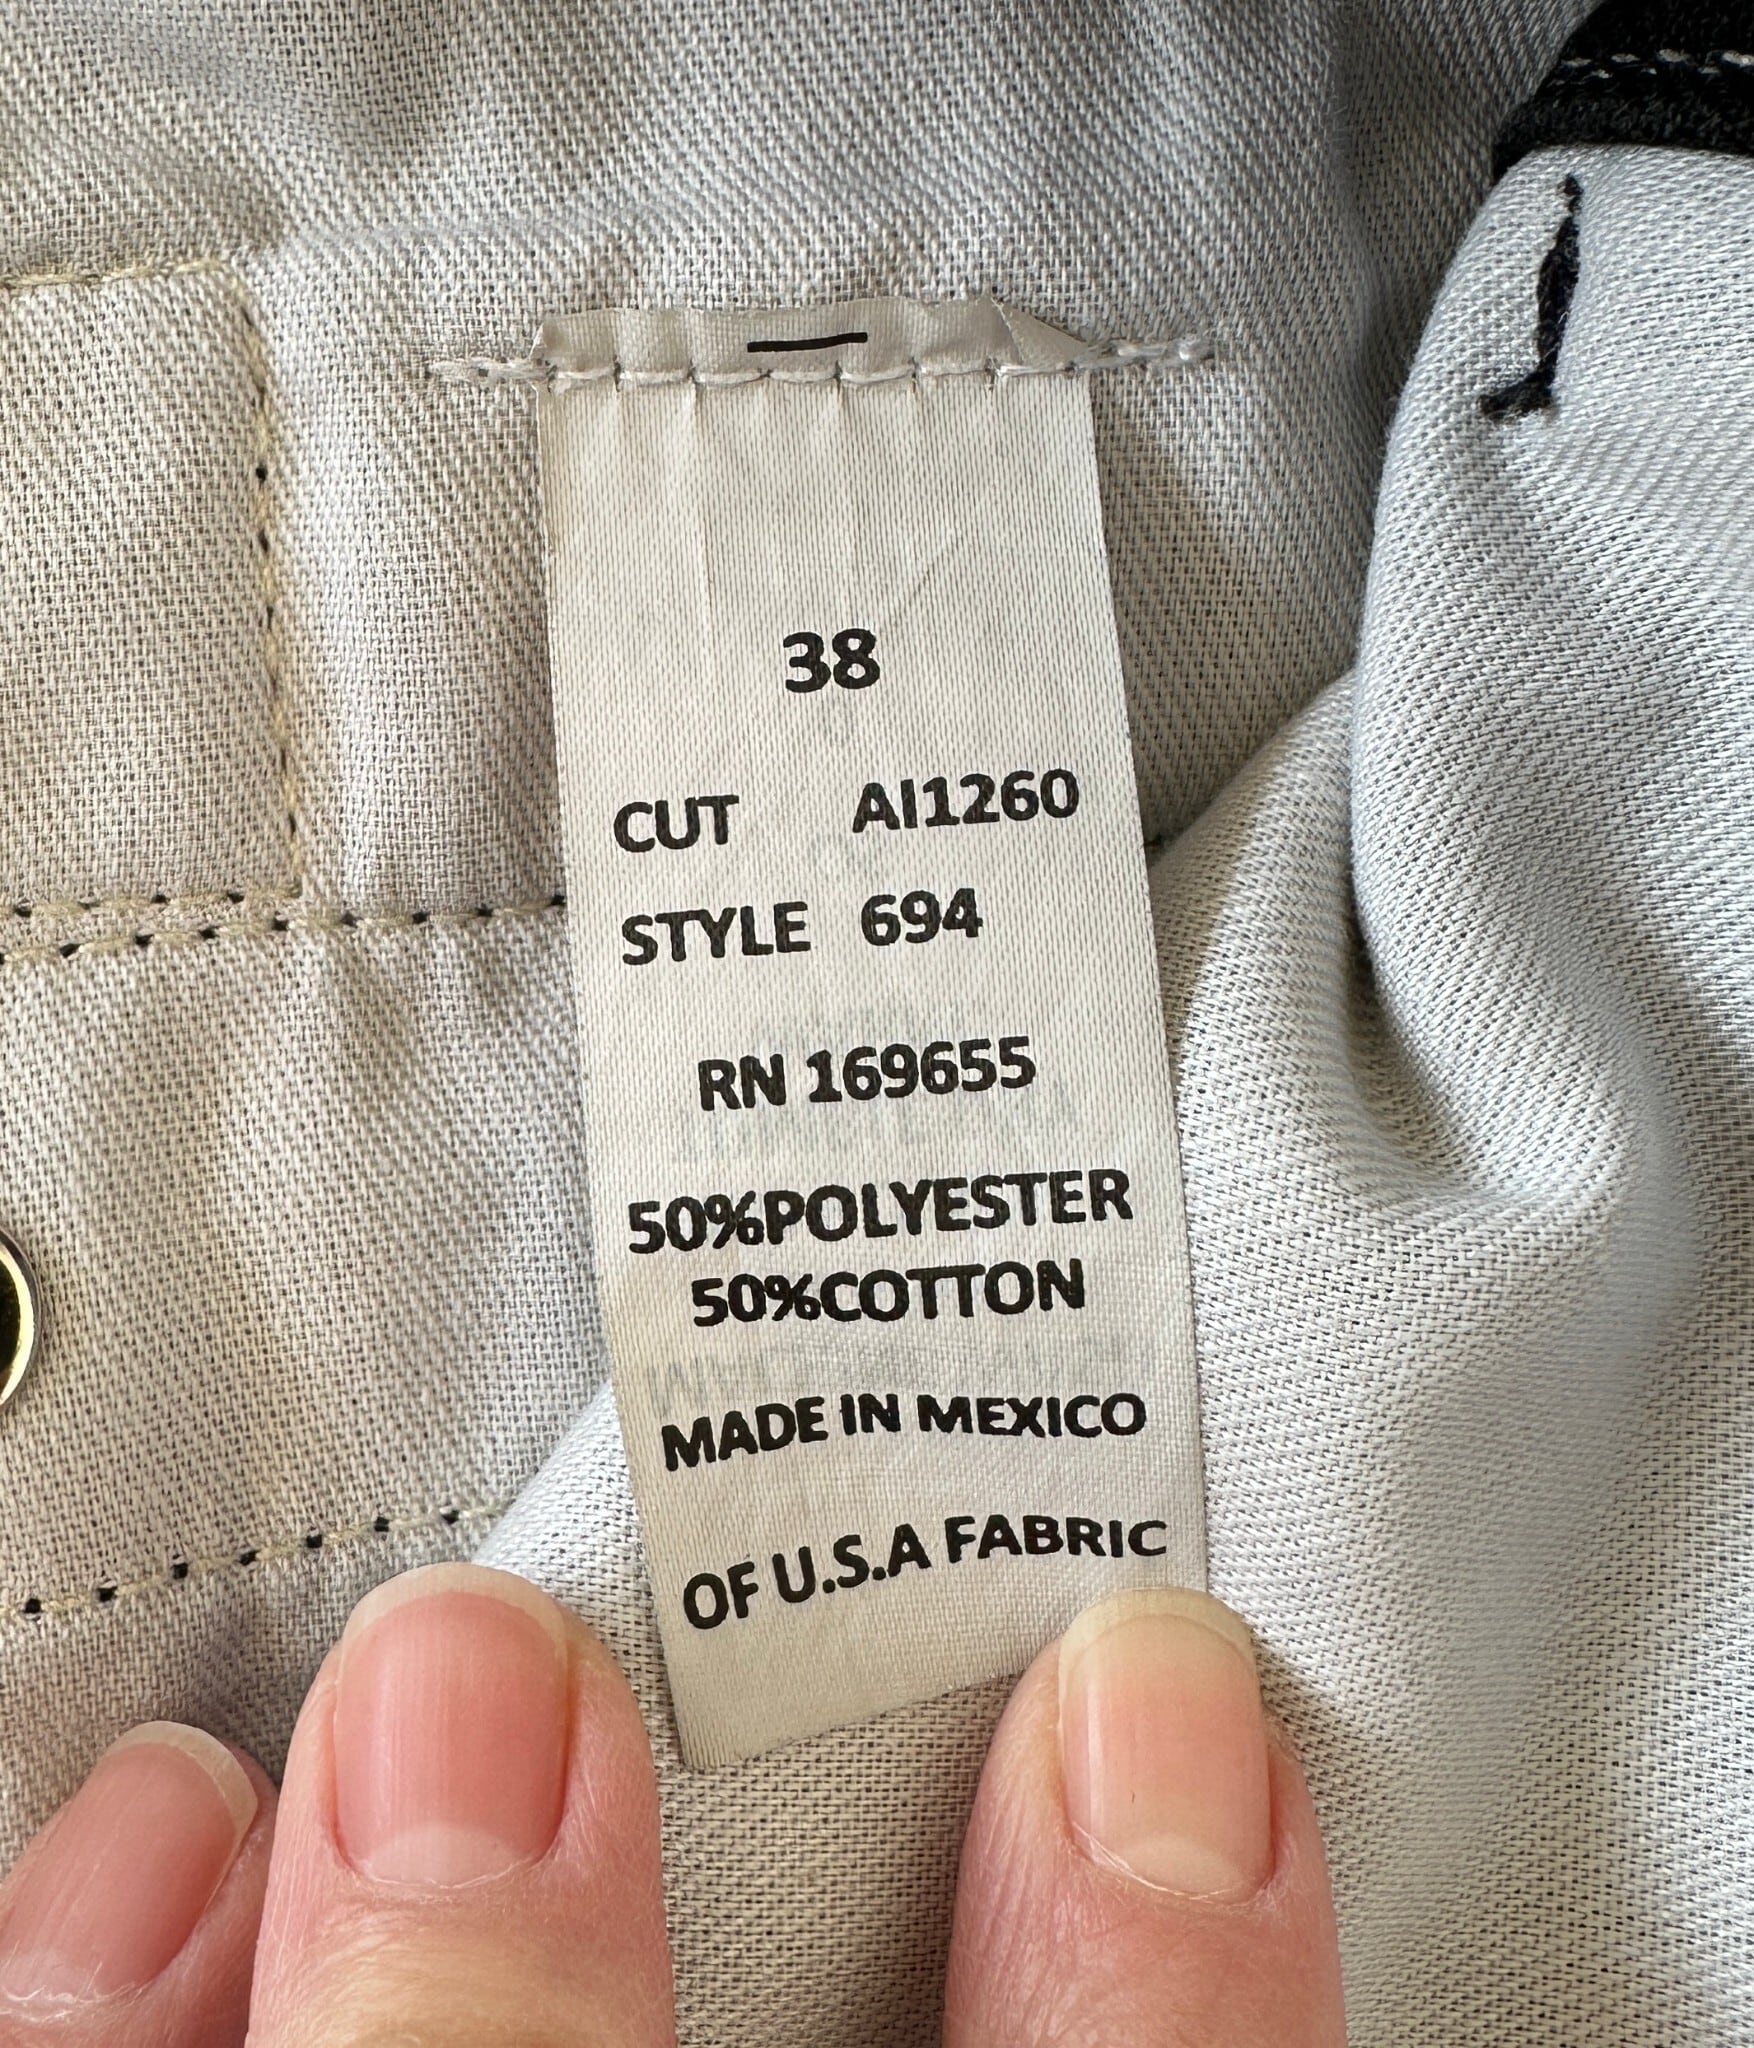 38
CUT AI1260
STYLE 694
RN 169655
50%POLYESTER
50%COTTON
MADE IN MEXICO
OF U.S.A FABRIC